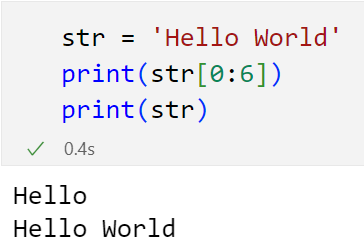 str = 'Hello World'
print(str[0:6])
print(str)
0.4s
Hello
Hello World